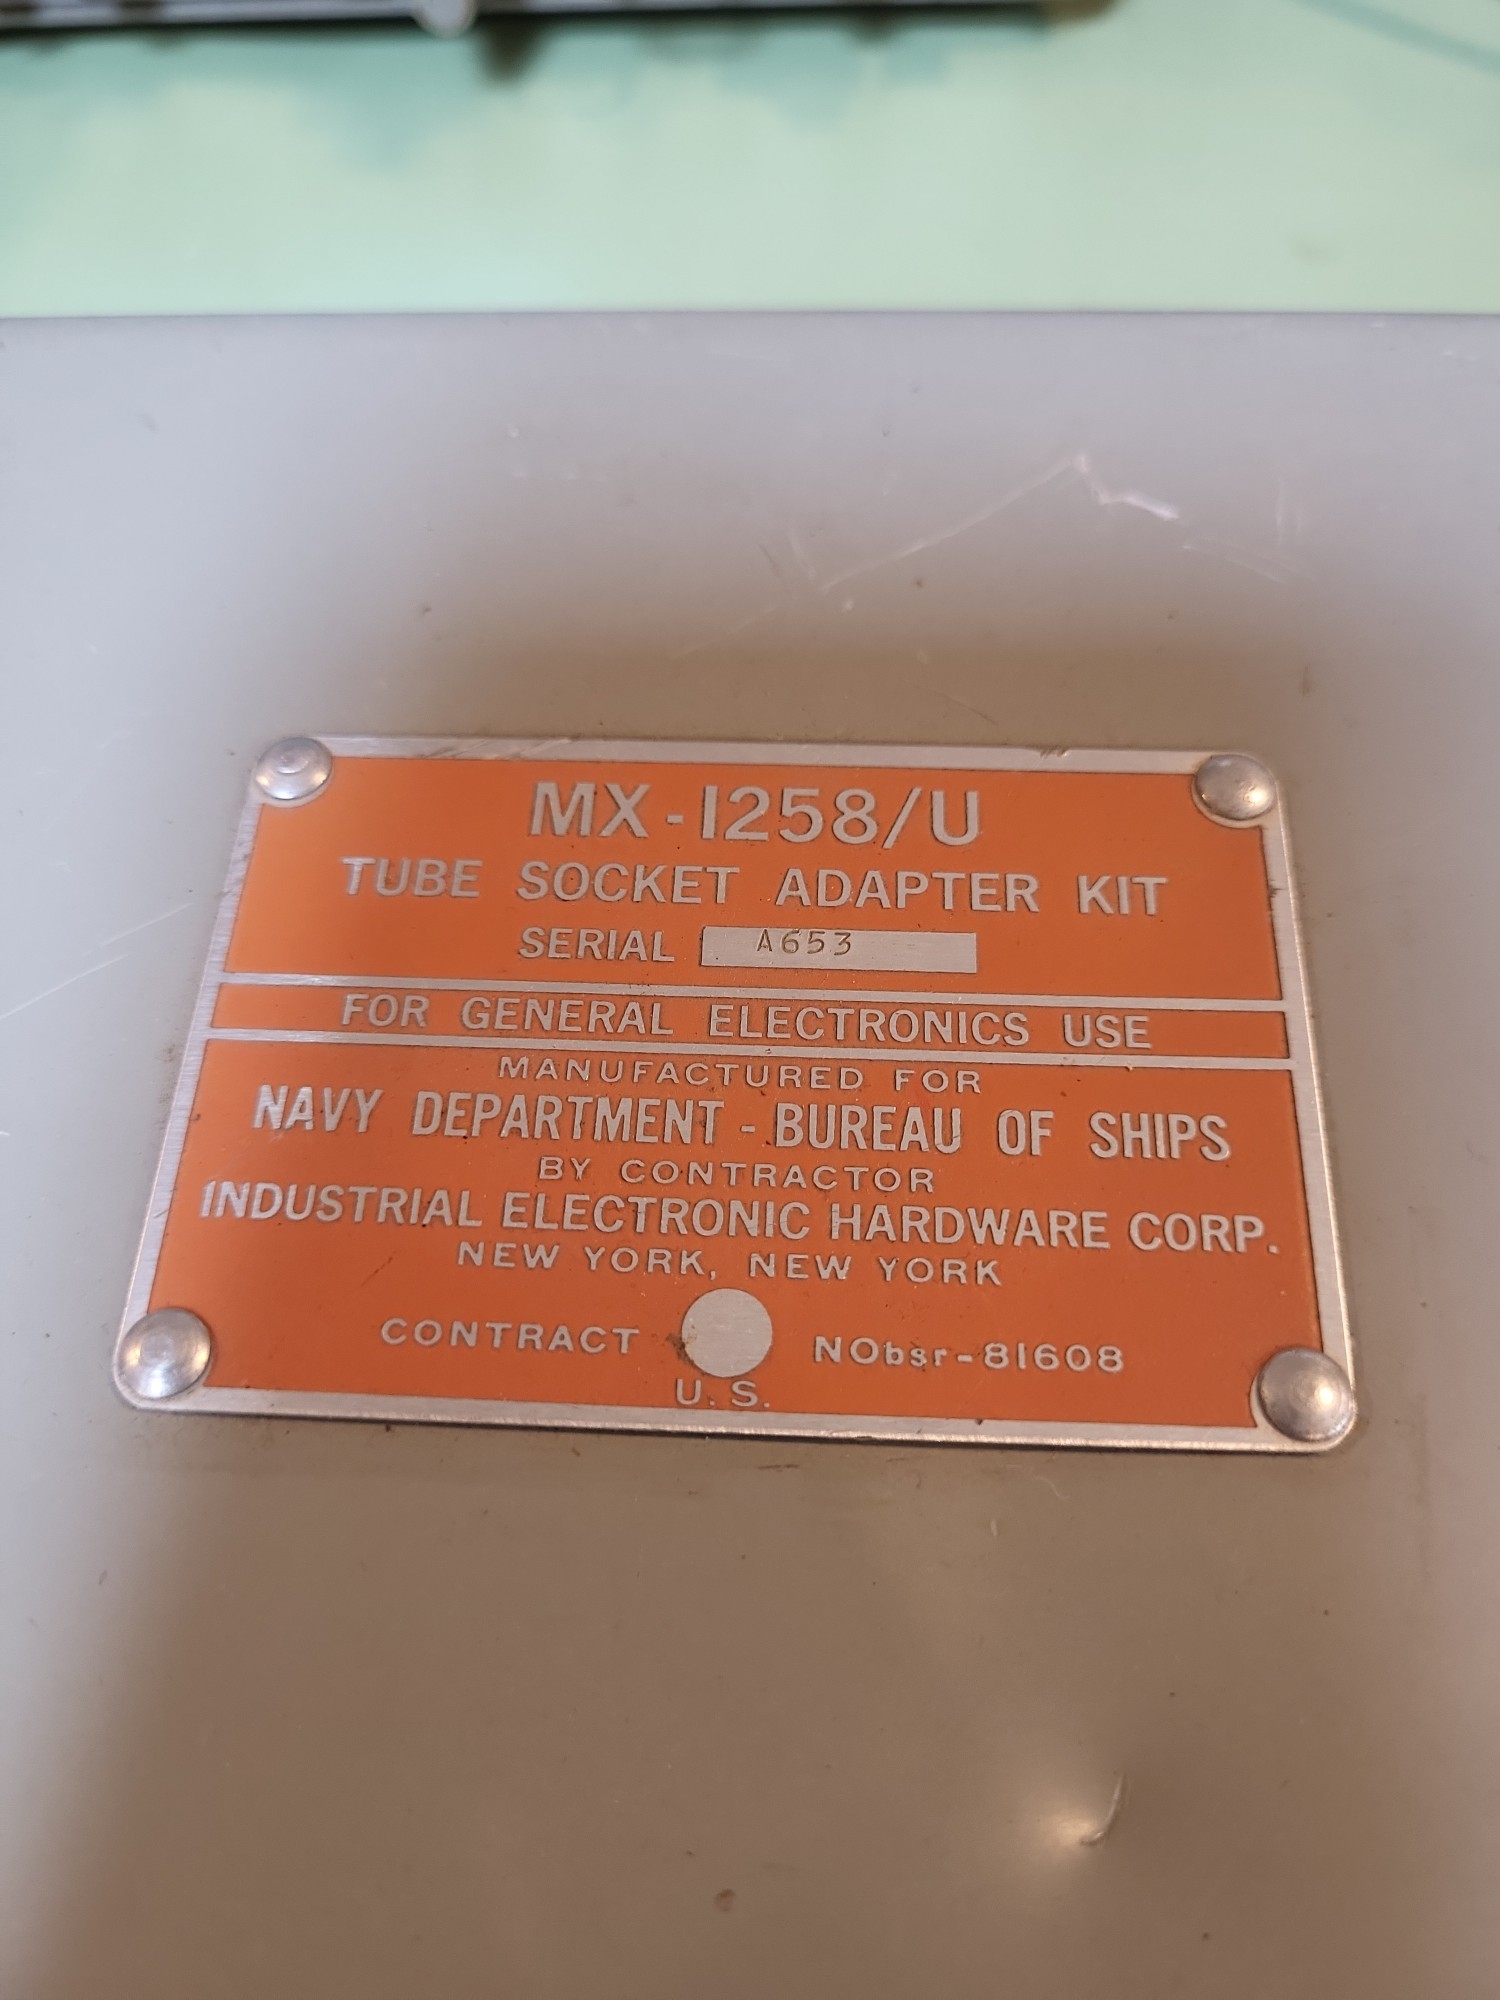 MX-1258/U
TUBE SOCKET ADAPTER KIT
SERIAL A653
FOR GENERAL ELECTRONICS USE
MANUFACTURED FOR
NAVY DEPARTMENT - BUREAU OF SHIPS
BY CONTRACTOR
INDUSTRIAL ELECTRONIC HARDWARE CORP.
NEW YORK, NEW YORK
CONTRACT NObsr-81608
U. S.